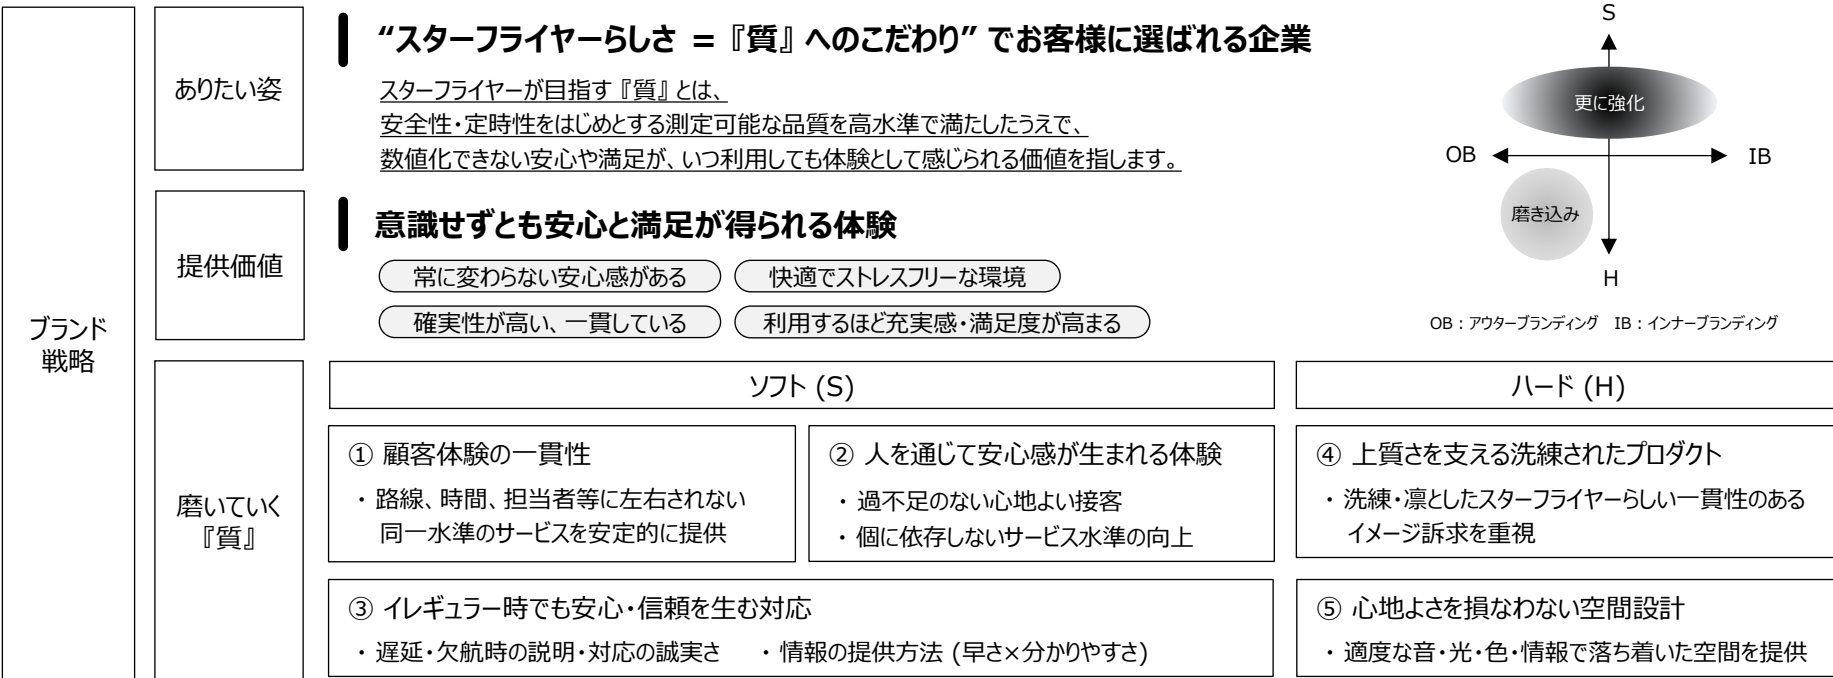 ブランド
戦略
ありたい姿
“スターフライヤーらしさ = 『質』 へのこだわり” でお客様に選ばれる企業
スターフライヤーが目指す『質』とは、
安全性・定時性をはじめとする測定可能な品質を高水準で満たしたうえで、
数値化できない安心や満足が、いつ利用しても体験として感じられる価値を指します。
S
更に強化
OB
IB
磨き込み
H
OB：アウターブランディング IB：インナーブランディング
提供価値
意識せずとも安心と満足が得られる体験
常に変わらない安心感がある
快適でストレスフリーな環境
確実性が高い、一貫している
利用するほど充実感・満足度が高まる
磨いていく
『質』
ソフト (S)
ハード (H)
① 顧客体験の一貫性
・路線、時間、担当者等に左右されない
同一水準のサービスを安定的に提供
② 人を通じて安心感が生まれる体験
・過不足のない心地よい接客
・個に依存しないサービス水準の向上
④ 上質さを支える洗練されたプロダクト
・洗練・凛としたスターフライヤーらしい一貫性のある
イメージ訴求を重視
③ イレギュラー時でも安心・信頼を生む対応
・遅延・欠航時の説明・対応の誠実さ ・情報の提供方法 (早さ×分かりやすさ)
⑤ 心地よさを損なわない空間設計
・適度な音・光・色・情報で落ち着いた空間を提供